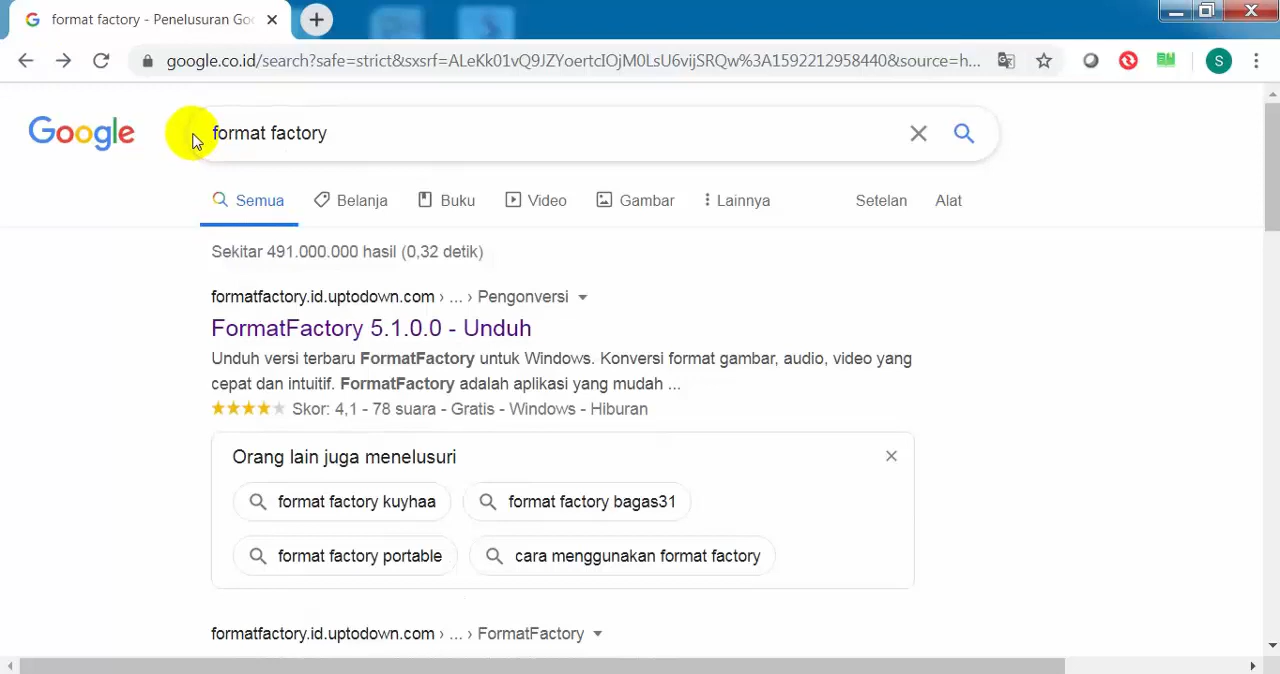 format factory - Penelusuran Goo
google.co.id/search?safe=strict&sxsrf=ALeKk01vQ9JZYoertcIOjM0LsU6vijSRQw%3A1592212958440&source=h...
S
Google
format factory
Semua
Belanja
Buku
Video
Gambar
Lainnya
Setelan
Alat
Sekitar 491.000.000 hasil (0,32 detik)
formatfactory.id.uptodown.com › ... › Pengonversi
FormatFactory 5.1.0.0 - Unduh
Unduh versi terbaru FormatFactory untuk Windows. Konversi format gambar, audio, video yang
cepat dan intuitif. FormatFactory adalah aplikasi yang mudah ...
Skor: 4,1 - 78 suara - Gratis - Windows - Hiburan
Orang lain juga menelusuri
format factory kuyhaa
format factory bagas31
format factory portable
cara menggunakan format factory
formatfactory.id.uptodown.com › ... › FormatFactory